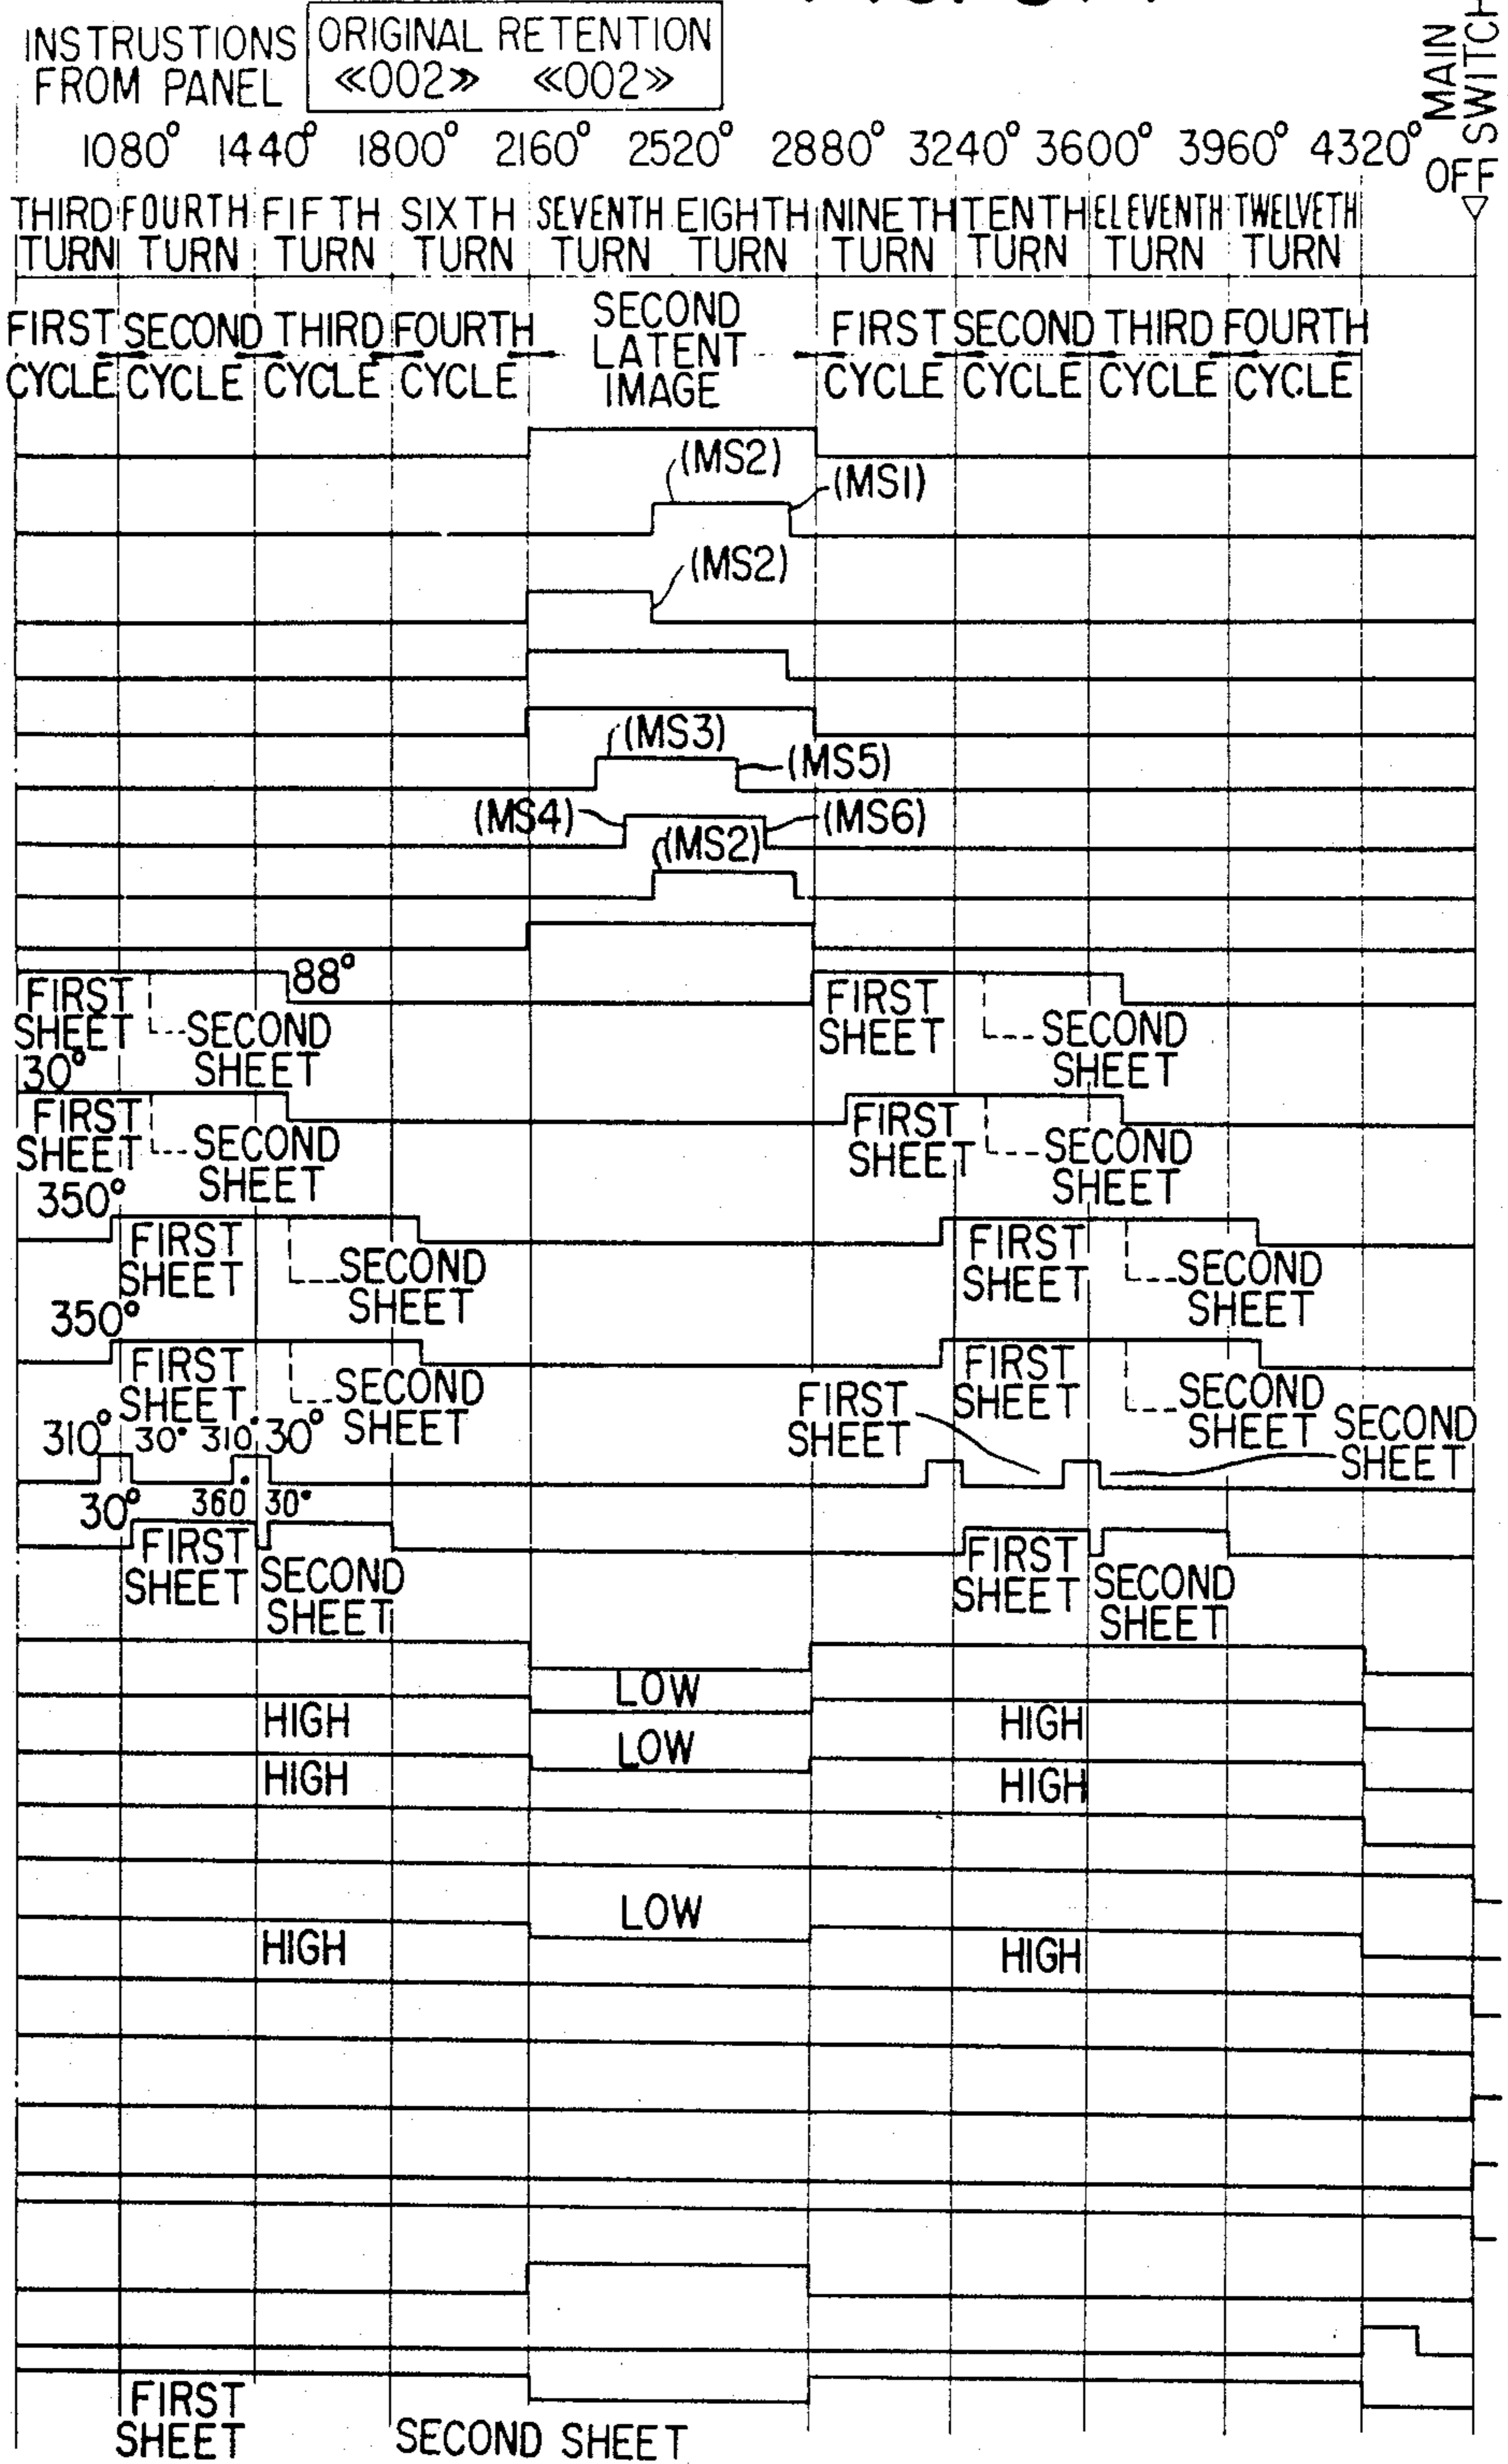 INSTRUSTIONS
FROM PANEL
ORIGINAL RETENTION
«002» «002»
MAIN
SWITCH
OFF
1080° 1440° 1800° 2160° 2520° 2880° 3240° 3600° 3960° 4320°
THIRD FOURTH FIFTH SIXTH SEVENTH EIGHTH NINETH TENTH ELEVENTH TWELVETH
TURN TURN TURN TURN TURN TURN TURN TURN TURN TURN
FIRST SECOND THIRD FOURTH SECOND FIRST SECOND THIRD FOURTH
LATENT
CYCLE CYCLE CYCLE CYCLE IMAGE CYCLE CYCLE CYCLE CYCLE
(MS2)
(MS1)
(MS2)
(MS3)
(MS5)
(MS4) (MS6)
(MS2)
88°
FIRST FIRST
SHEET SECOND SHEET SECOND
30° SHEET SHEET
FIRST FIRST
SHEET SECOND SHEET SECOND
SHEET SHEET
350°
FIRST FIRST
SHEET SECOND SHEET SECOND
SHEET SHEET
350°
FIRST FIRST
SHEET SECOND SHEET SECOND
SHEET SHEET
FIRST
SHEET
SECOND
SHEET
310° 30° 310° 30°
30° 360° 30°
FIRST FIRST
SHEET SECOND SHEET SECOND
SHEET SHEET
LOW
HIGH HIGH
LOW
HIGH HIGH
LOW
HIGH HIGH
FIRST
SHEET SECOND SHEET